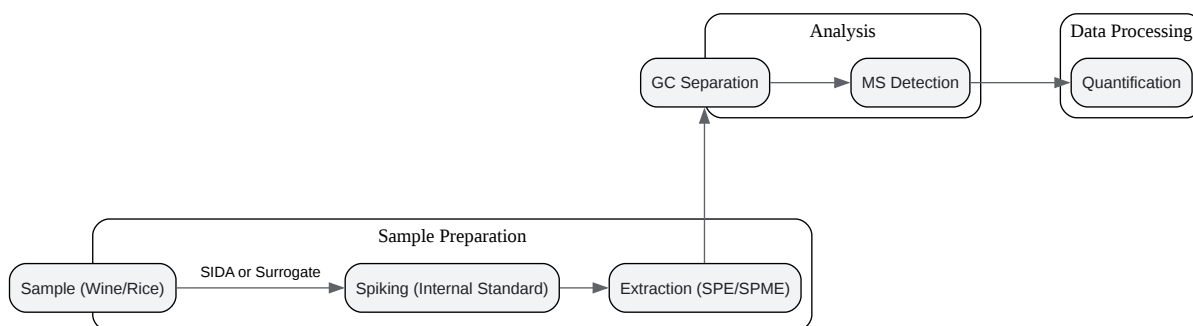 Analysis
Data Processing
GC Separation
MS Detection
Quantification
Sample Preparation
SIDA or Surrogate
Sample (Wine/Rice)
Spiking (Internal Standard)
Extraction (SPE/SPME)